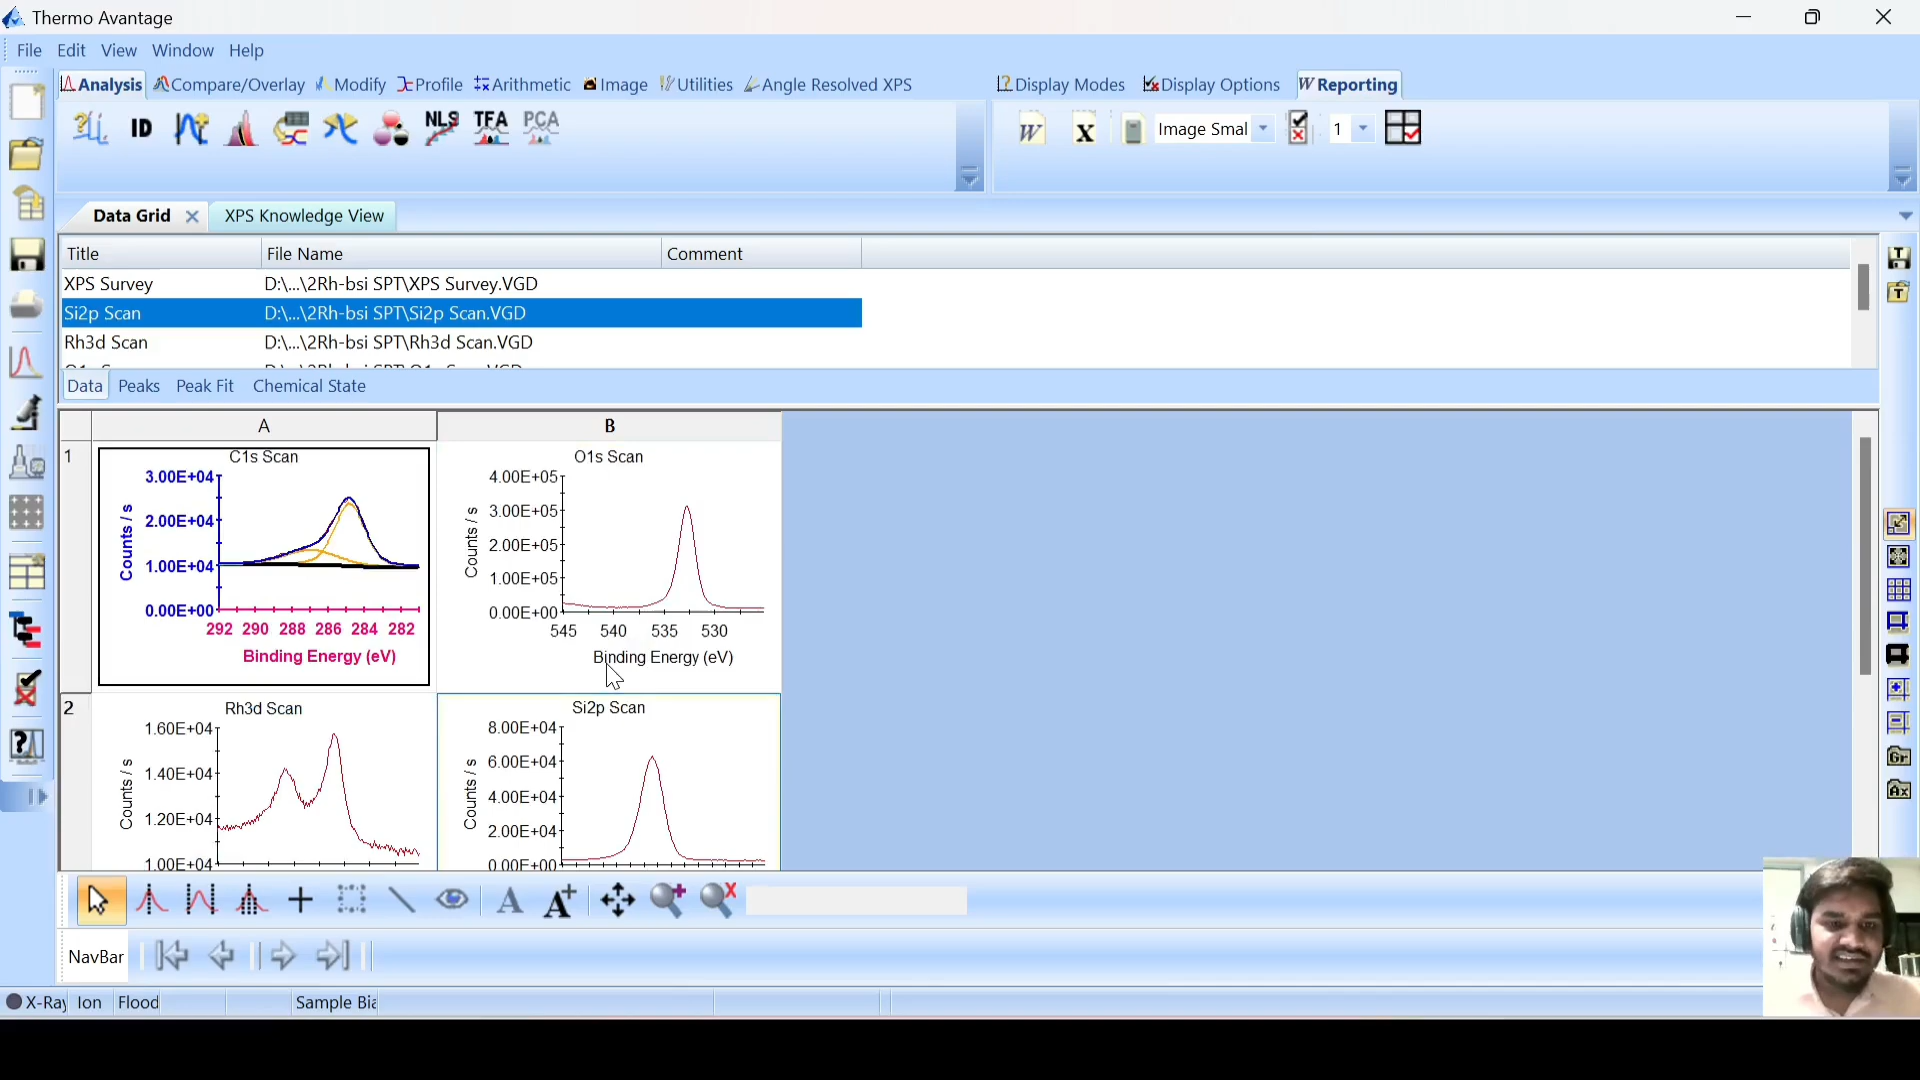 Thermo Avantage
File Edit View Window Help
Analysis Compare/Overlay Modify Profile Arithmetic Image Utilities Angle Resolved XPS Display Modes Display Options W Reporting
ID NLS TFA PCA W X Image Smal 1
Data Grid XPS Knowledge View
Title File Name Comment
XPS Survey D:\...\2Rh-bsi SPT\XPS Survey.VGD
Si2p Scan D:\...\2Rh-bsi SPT\Si2p Scan.VGD
Rh3d Scan D:\...\2Rh-bsi SPT\Rh3d Scan.VGD
Data Peaks Peak Fit Chemical State
A B
1
C1s Scan
3.00E+04
2.00E+04
1.00E+04
0.00E+00
Counts / s
292 290 288 286 284 282
Binding Energy (eV)
O1s Scan
4.00E+05
3.00E+05
2.00E+05
1.00E+05
0.00E+00
Counts / s
545 540 535 530
Binding Energy (eV)
2
Rh3d Scan
1.60E+04
1.40E+04
1.20E+04
1.00E+04
Counts / s
Si2p Scan
8.00E+04
6.00E+04
4.00E+04
2.00E+04
0.00E+00
Counts / s
T
T
Gr
Ax
A A+
NavBar
X-Ray Ion Flood Sample Bia